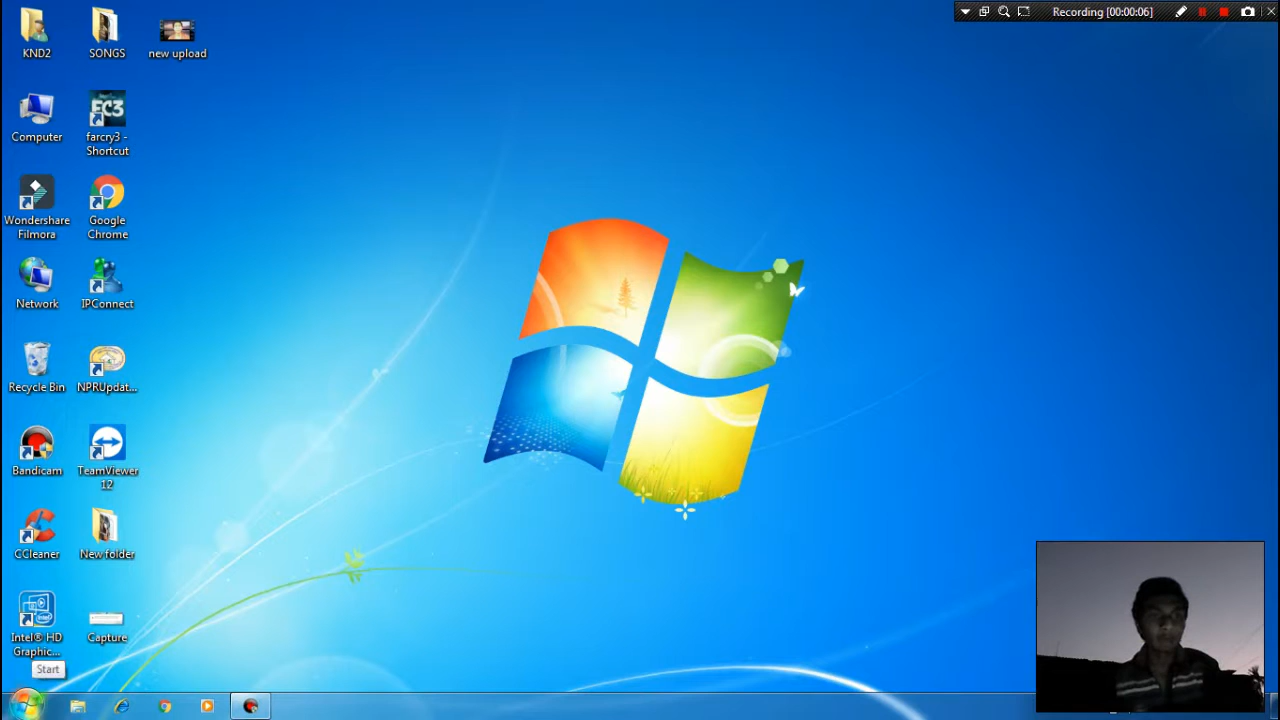 Recording [00:00:06]
KND2
SONGS
new upload
Computer
farcry3 -
Shortcut
FC3
Wondershare
Filmora
Google
Chrome
Network
IPConnect
Recycle Bin
NPRUpdat...
Bandicam
TeamViewer
12
CCleaner
New folder
Intel® HD
Graphic...
Capture
Start